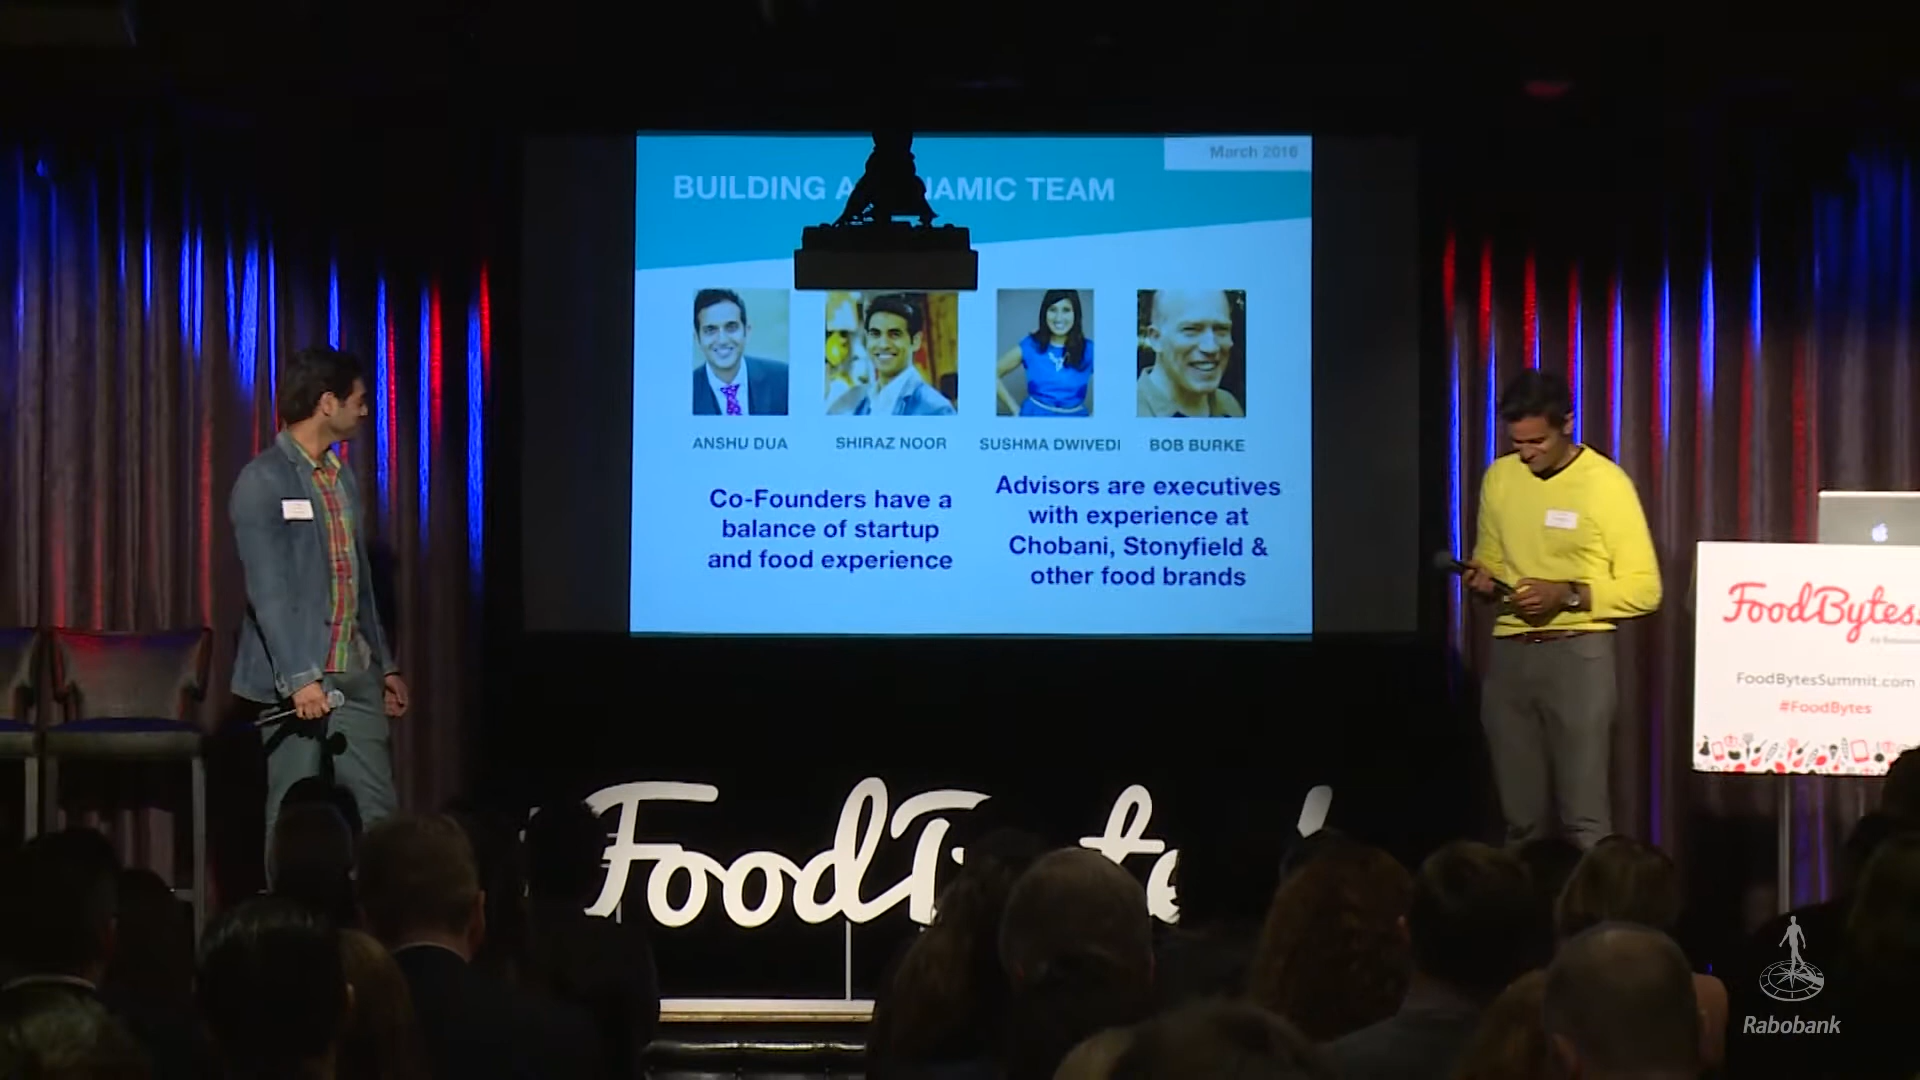 March 2016
BUILDING A NAMIC TEAM
ANSHU DUA
SHIRAZ NOOR
SUSHMA DWIVEDI
BOB BURKE
Co-Founders have a
balance of startup
and food experience
Advisors are executives
with experience at
Chobani, Stonyfield &
other food brands
FoodBytes
FoodBytesSummit.com
#FoodBytes
Food
Rabobank